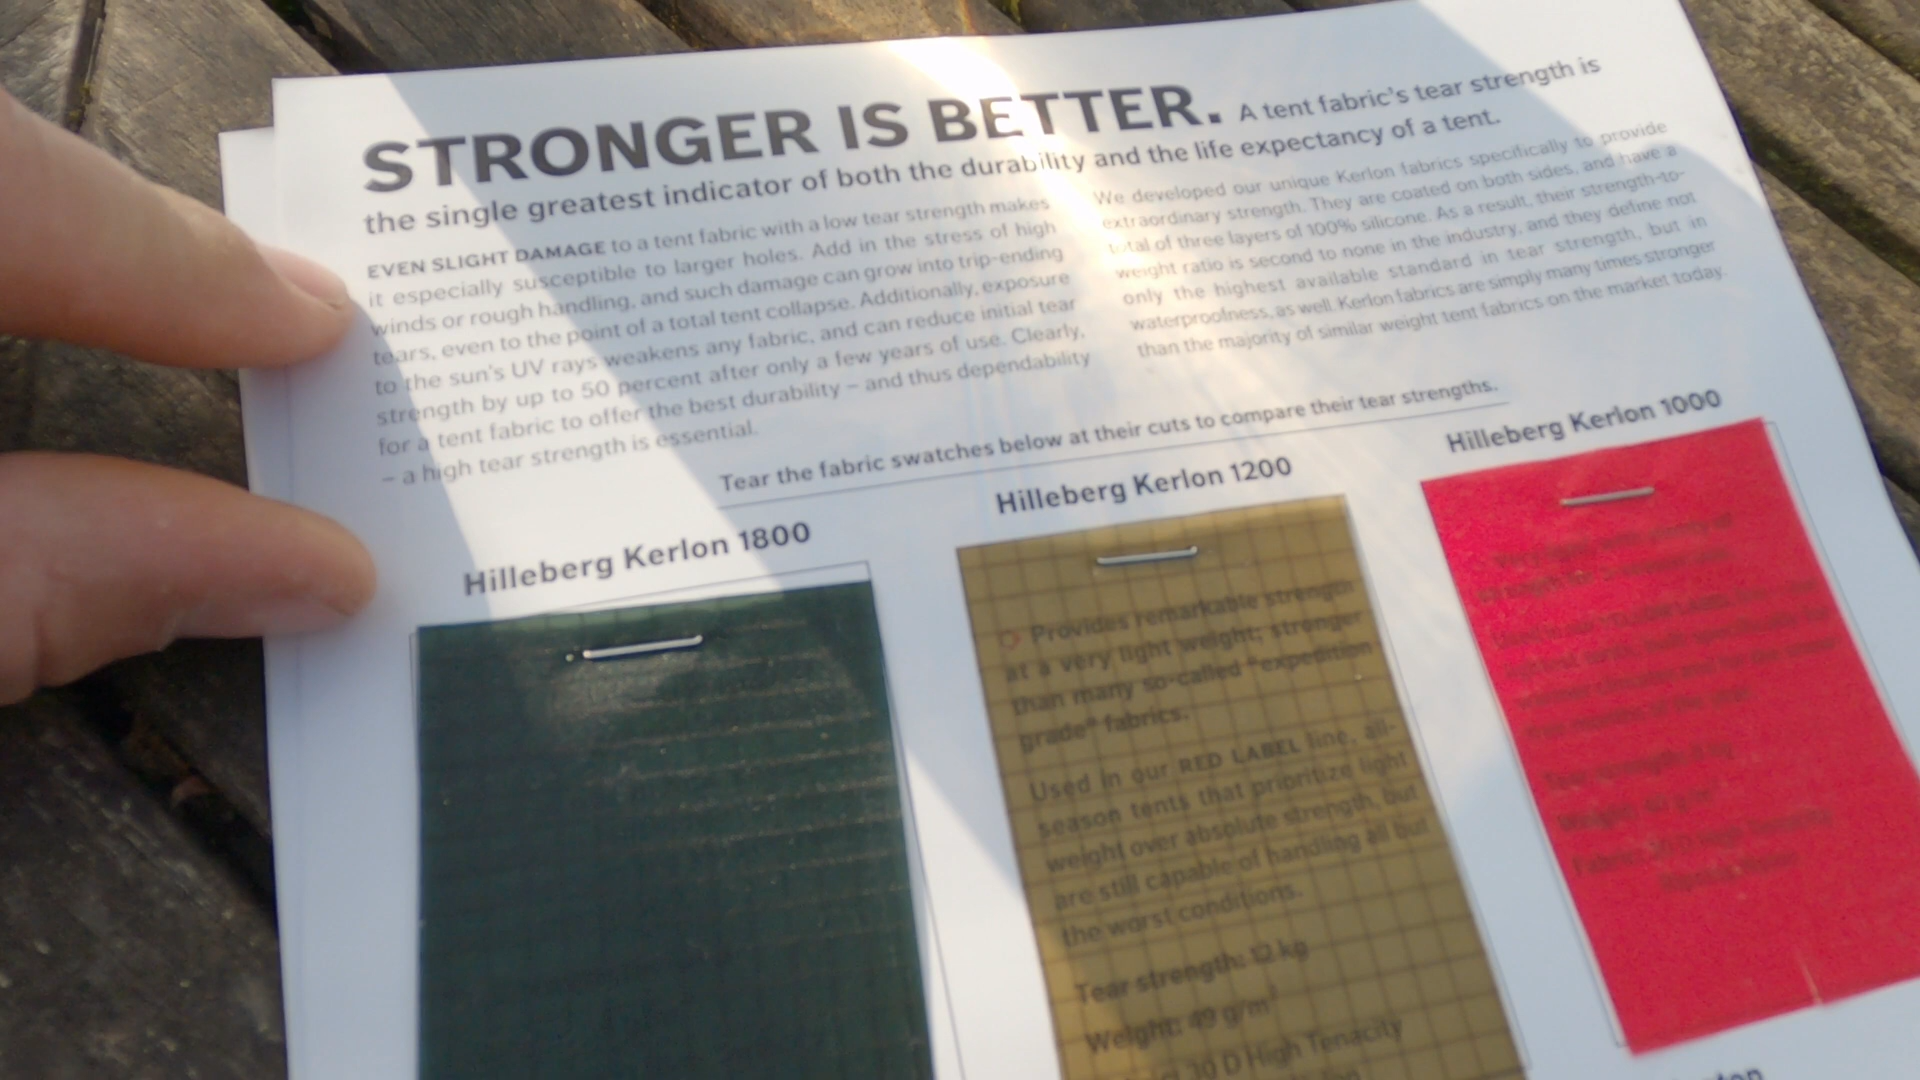 STRONGER IS BETTER. A tent fabric's tear strength is
the single greatest indicator of both the durability and the life expectancy of a tent.
EVEN SLIGHT DAMAGE to a tent fabric with a low tear strength makes
it especially susceptible to larger holes. Add in the stress of high
winds or rough handling, and such damage can grow into trip-ending
tears, even to the point of a total tent collapse. Additionally, exposure
to the sun's UV rays weakens any fabric, and can reduce initial tear
strength by up to 50 percent after only a few years of use. Clearly,
for a tent fabric to offer the best durability – and thus dependability
– a high tear strength is essential.
We developed our unique Kerlon fabrics specifically to provide
extraordinary strength. They are coated on both sides, and have a
total of three layers of 100% silicone. As a result, their strength-to-
weight ratio is second to none in the industry, and they define not
only the highest available standard in tear strength, but in
waterproofness, as well. Kerlon fabrics are simply many times stronger
than the majority of similar weight tent fabrics on the market today.
Tear the fabric swatches below at their cuts to compare their tear strengths.
Hilleberg Kerlon 1800
Hilleberg Kerlon 1200
Provides remarkable strength
at a very light weight; stronger
than many so-called "expedition
grade" fabrics.
Used in our RED LABEL line, all-
season tents that prioritize light
weight over absolute strength, but
are still capable of handling all but
the worst conditions.
Tear strength: 12 kg
Weight: 49 g/m²
30 D High Tenacity
Hilleberg Kerlon 1000
Tear strength:
Weight: